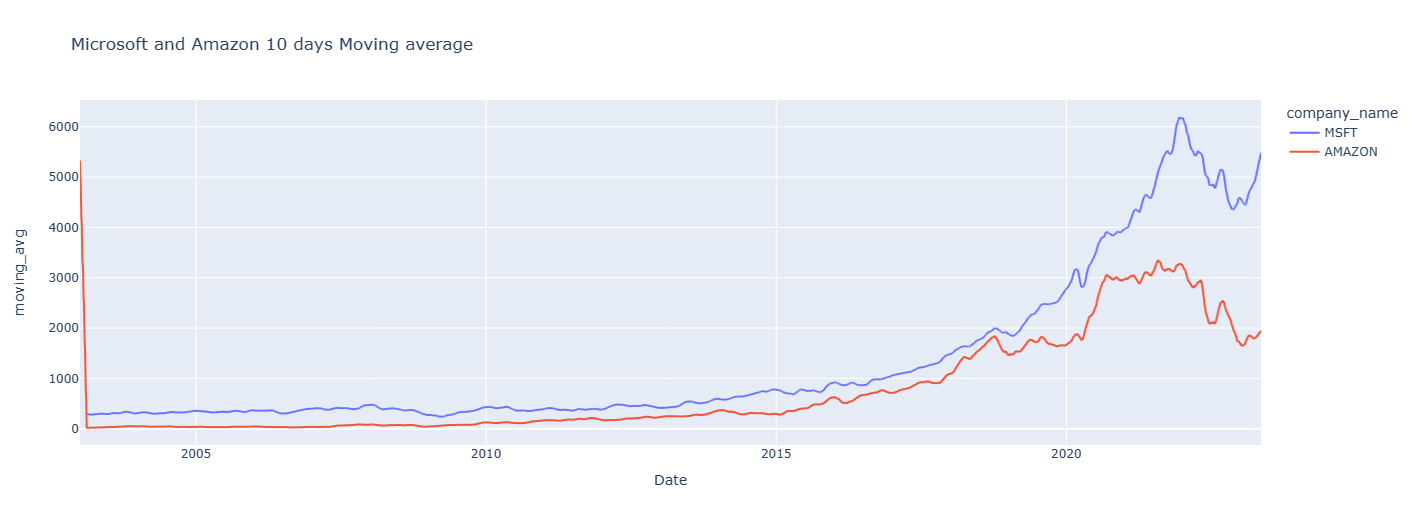 Microsoft and Amazon 10 days Moving average
company_name
MSFT
AMAZON
moving_avg
6000
5000
4000
3000
2000
1000
0
2005
2010
2015
2020
Date